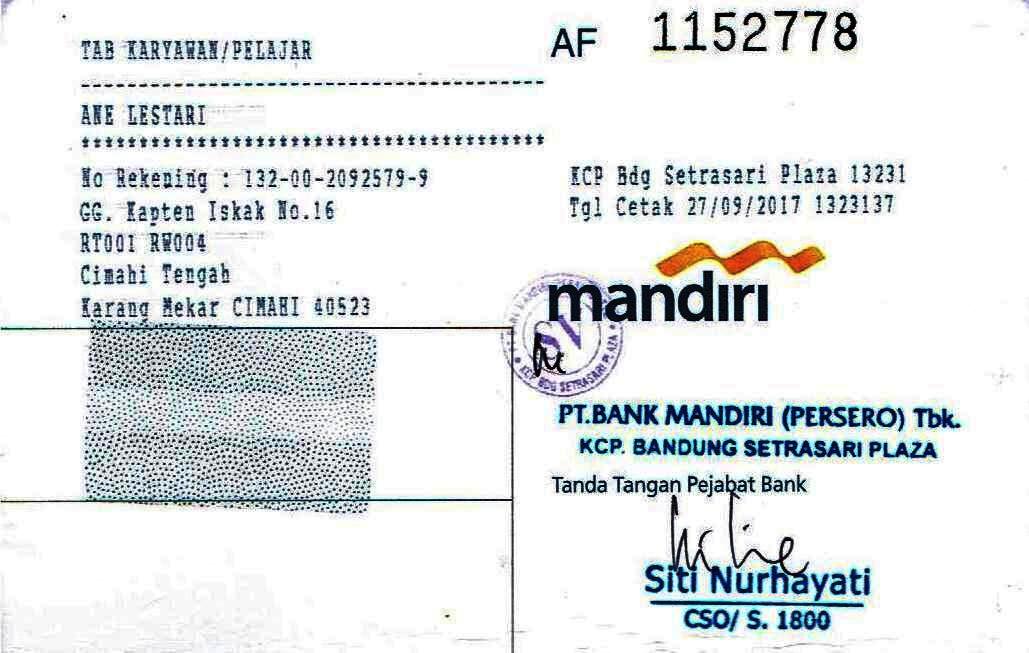 TAB KARYAWAN/PELAJAR
AF 1152778
ANE LESTARI
No Rekening : 132-00-2092579-9
GG. Kapten Iskak No.16
RT001 RW004
Cimahi Tengah
Karang Mekar CIMAHI 40523
KCP Bdg Setrasari Plaza 13231
Tgl Cetak 27/09/2017 1323137
mandırı
KCP BDG SETRASARI PLAZA
PT.BANK MANDIRI (PERSERO) Tbk.
KCP. BANDUNG SETRASARI PLAZA
Tanda Tangan Pejabat Bank
Siti Nurhayati
CSO/ S. 1800